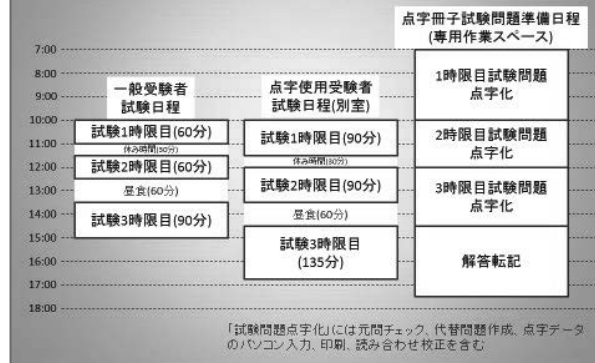 点字冊子試験問題準備日程
(専用作業スペース)
一般受験者
試験日程
点字使用受験者
試験日程(別室)
7:00
8:00
9:00
10:00
11:00
12:00
13:00
14:00
15:00
16:00
17:00
18:00
試験1時限目(60分)
休み時間(30分)
試験2時限目(60分)
昼食(60分)
試験3時限目(90分)
試験1時限目(90分)
休み時間(30分)
試験2時限目(90分)
昼食(60分)
試験3時限目
(135分)
1時限目試験問題
点字化
2時限目試験問題
点字化
3時限目試験問題
点字化
解答転記
「試験問題点字化」には元問チェック、代替問題作成、点字データ
のパソコン入力、印刷、読み合わせ校正を含む